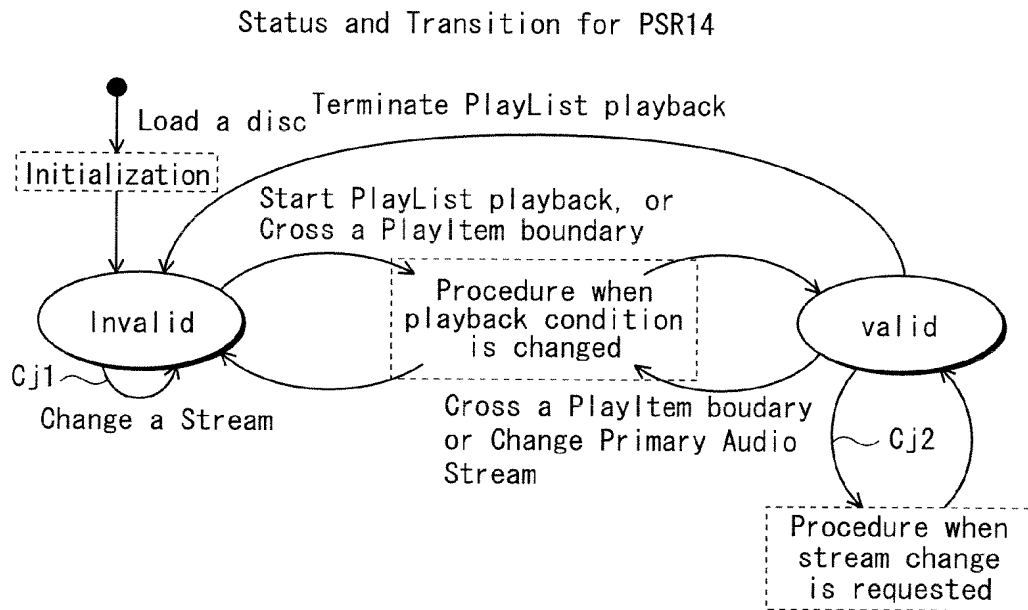 Status and Transition for PSR14
Load a disc
Terminate PlayList playback
Initialization
Start PlayList playback, or
Cross a PlayItem boundary
Invalid
Procedure when
playback condition
is changed
valid
Cj1
Change a Stream
Cross a PlayItem boudary
or Change Primary Audio
Stream
Cj2
Procedure when
stream change
is requested